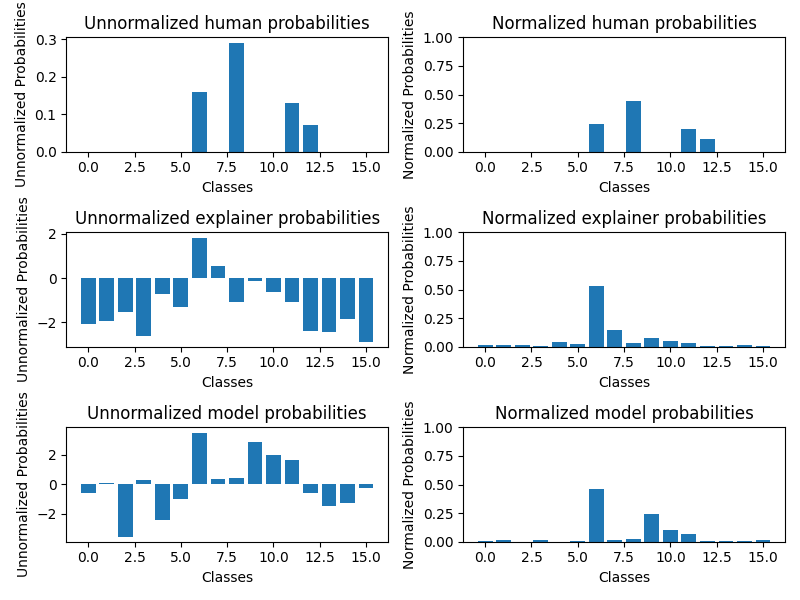 Unnormalized human probabilities
Unnormalized Probabilities
0.3
0.2
0.1
0.0
0.0 2.5 5.0 7.5 10.0 12.5 15.0
Classes
Normalized human probabilities
Normalized Probabilities
1.00
0.75
0.50
0.25
0.00
0.0 2.5 5.0 7.5 10.0 12.5 15.0
Classes
Unnormalized explainer probabilities
Unnormalized Probabilities
2
0
−2
0.0 2.5 5.0 7.5 10.0 12.5 15.0
Classes
Normalized explainer probabilities
Normalized Probabilities
1.00
0.75
0.50
0.25
0.00
0.0 2.5 5.0 7.5 10.0 12.5 15.0
Classes
Unnormalized model probabilities
Unnormalized Probabilities
2
0
−2
0.0 2.5 5.0 7.5 10.0 12.5 15.0
Classes
Normalized model probabilities
Normalized Probabilities
1.00
0.75
0.50
0.25
0.00
0.0 2.5 5.0 7.5 10.0 12.5 15.0
Classes